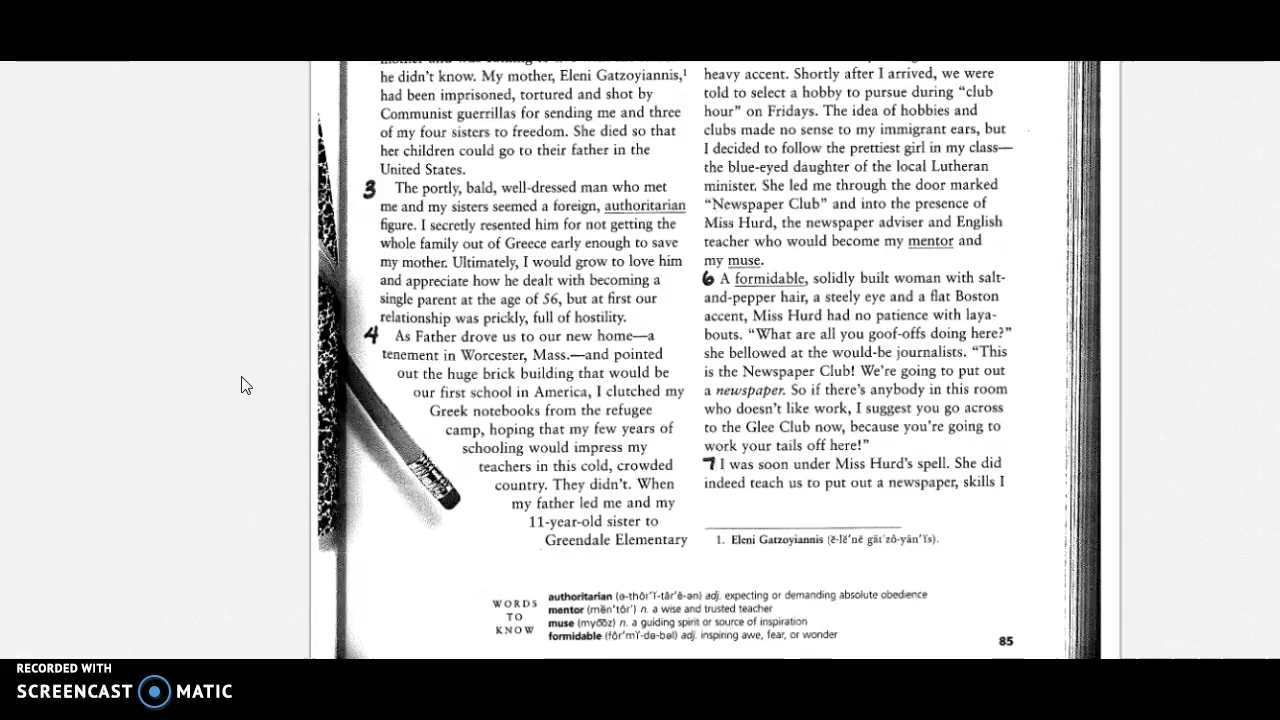 he didn't know. My mother, Eleni Gatzoyiannis,¹
had been imprisoned, tortured and shot by
Communist guerrillas for sending me and three
of my four sisters to freedom. She died so that
her children could go to their father in the
United States.
3 The portly, bald, well-dressed man who met
me and my sisters seemed a foreign, authoritarian
figure. I secretly resented him for not getting the
whole family out of Greece early enough to save
my mother. Ultimately, I would grow to love him
and appreciate how he dealt with becoming a
single parent at the age of 56, but at first our
relationship was prickly, full of hostility.
4 As Father drove us to our new home—a
tenement in Worcester, Mass.—and pointed
out the huge brick building that would be
our first school in America, I clutched my
Greek notebooks from the refugee
camp, hoping that my few years of
schooling would impress my
teachers in this cold, crowded
country. They didn't. When
my father led me and my
11-year-old sister to
Greendale Elementary
heavy accent. Shortly after I arrived, we were
told to select a hobby to pursue during "club
hour" on Fridays. The idea of hobbies and
clubs made no sense to my immigrant ears, but
I decided to follow the prettiest girl in my class—
the blue-eyed daughter of the local Lutheran
minister. She led me through the door marked
"Newspaper Club" and into the presence of
Miss Hurd, the newspaper adviser and English
teacher who would become my mentor and
my muse.
6 A formidable, solidly built woman with salt-
and-pepper hair, a steely eye and a flat Boston
accent, Miss Hurd had no patience with laya-
bouts. "What are all you goof-offs doing here?"
she bellowed at the would-be journalists. "This
is the Newspaper Club! We're going to put out
a newspaper. So if there's anybody in this room
who doesn't like work, I suggest you go across
to the Glee Club now, because you're going to
work your tails off here!"
7 I was soon under Miss Hurd's spell. She did
indeed teach us to put out a newspaper, skills I
1. Eleni Gatzoyiannis (ĕ-lĕ'nē gät'zô-yän'ĭs).
WORDS
TO
KNOW
authoritarian (ə-thôr'ĭ-târ'ē-ən) adj. expecting or demanding absolute obedience
mentor (mĕn'tôr') n. a wise and trusted teacher
muse (myo͞oz) n. a guiding spirit or source of inspiration
formidable (fôr'mĭ-də-bəl) adj. inspiring awe, fear, or wonder
85
RECORDED WITH
SCREENCAST MATIC